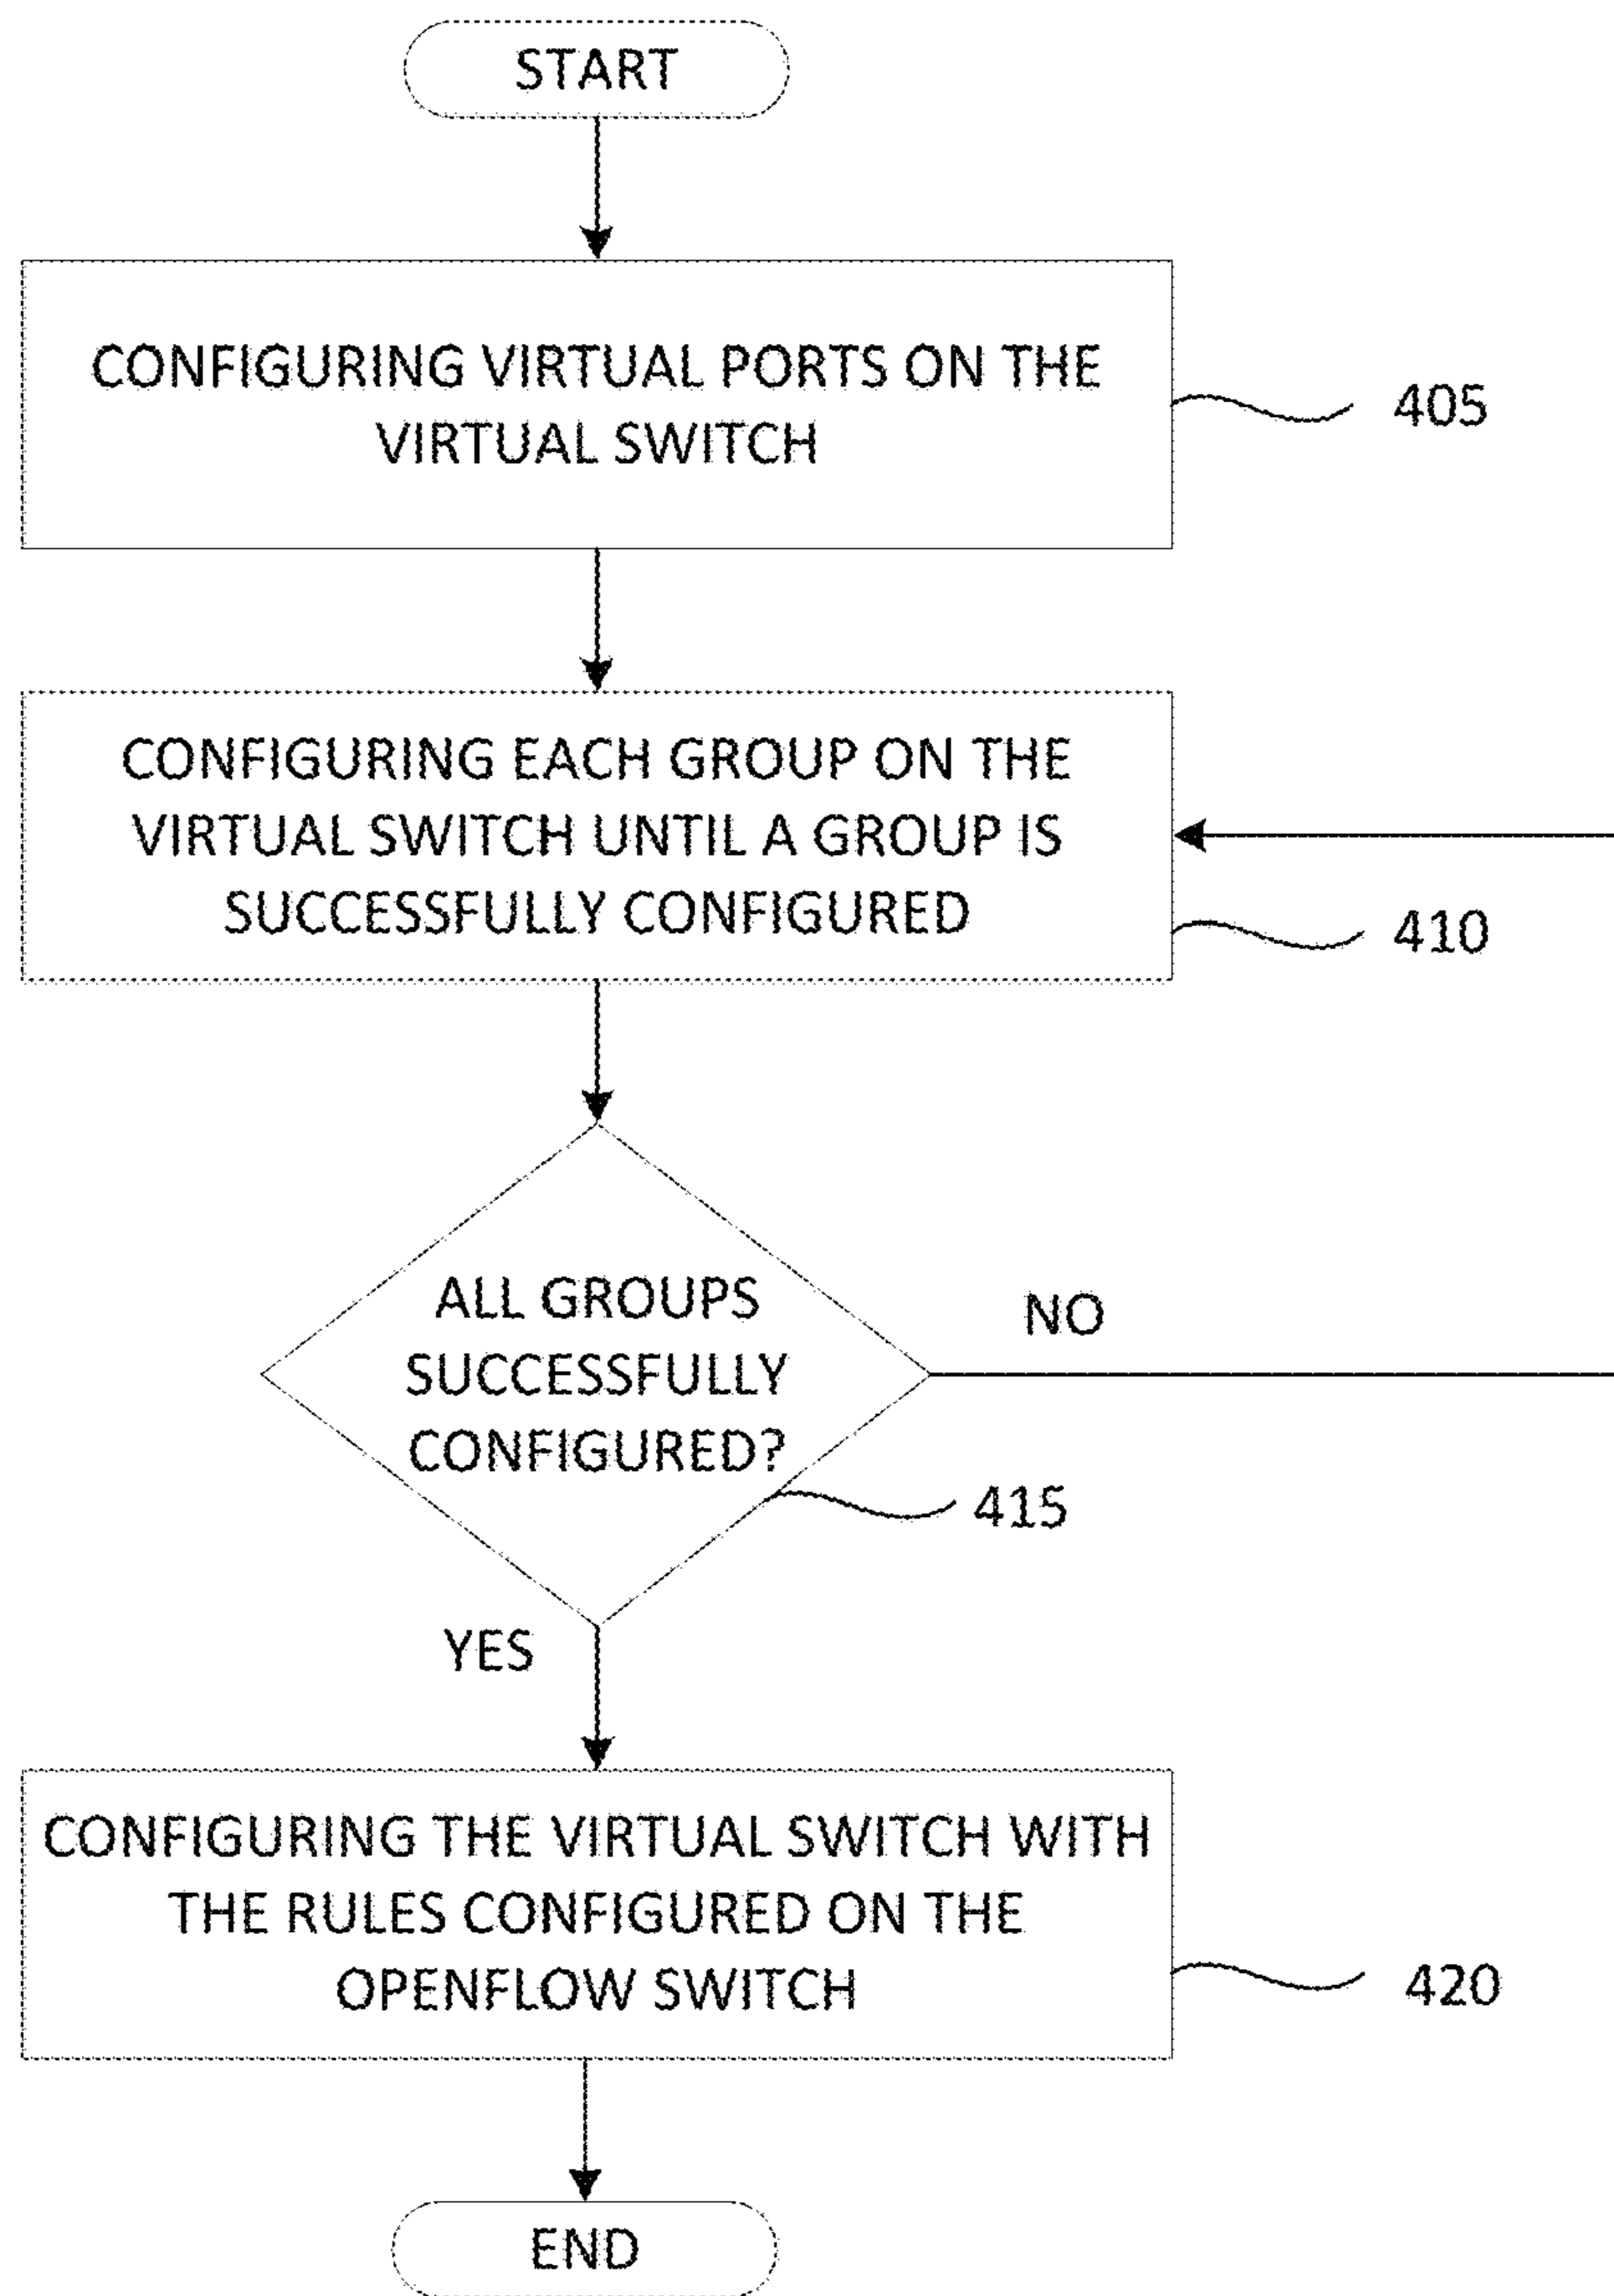 START
CONFIGURING VIRTUAL PORTS ON THE
VIRTUAL SWITCH
405
CONFIGURING EACH GROUP ON THE
VIRTUAL SWITCH UNTIL A GROUP IS
SUCCESSFULLY CONFIGURED
410
ALL GROUPS
SUCCESSFULLY
CONFIGURED?
NO
415
YES
CONFIGURING THE VIRTUAL SWITCH WITH
THE RULES CONFIGURED ON THE
OPENFLOW SWITCH
420
END